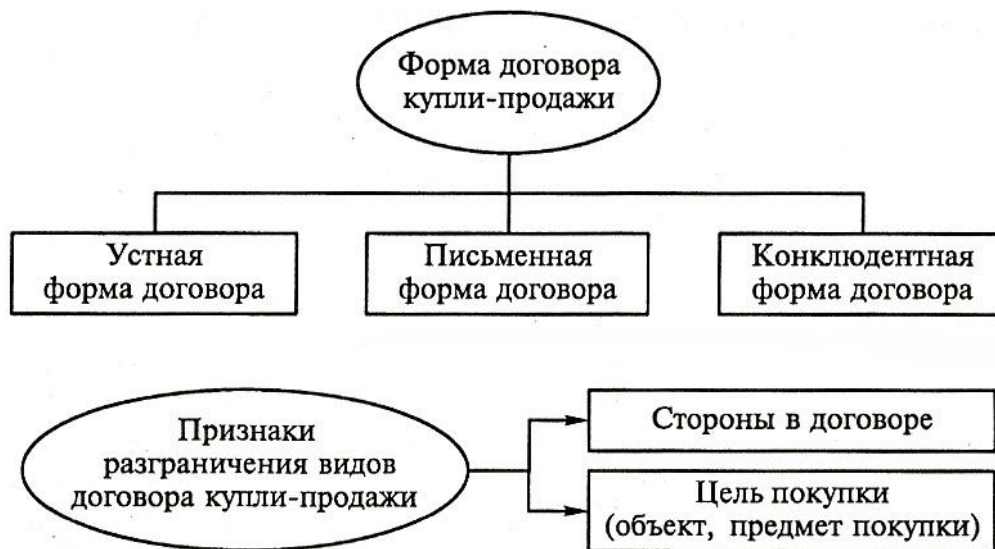 Форма договора
купли-продажи
Устная
форма договора
Письменная
форма договора
Конклюдентная
форма договора
Признаки
разграничения видов
договора купли-продажи
Стороны в договоре
Цель покупки
(объект, предмет покупки)